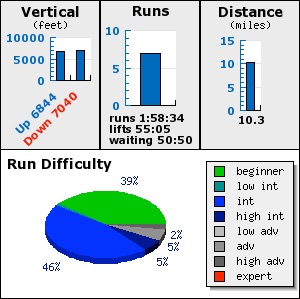 Vertical
(feet)
10000
5000
0
Up 6844
Down 7040
Runs
10
5
0
runs 1:58:34
lifts 55:05
waiting 50:50
Distance
(miles)
15
10
5
0
10.3
Run Difficulty
39%
2%
5%
5%
46%
beginner
low int
int
high int
low adv
adv
high adv
expert